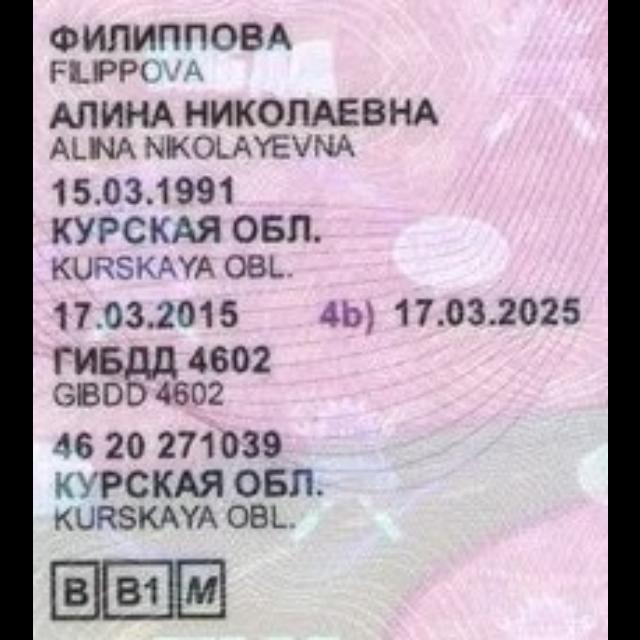 ФИЛИППОВА
FILIPPOVA
АЛИНА НИКОЛАЕВНА
ALINA NIKOLAYEVNA
15.03.1991
КУРСКАЯ ОБЛ.
KURSKAYA OBL.
17.03.2015 4b) 17.03.2025
ГИБДД 4602
GIBDD 4602
46 20 271039
КУРСКАЯ ОБЛ.
KURSKAYA OBL.
B B1 M